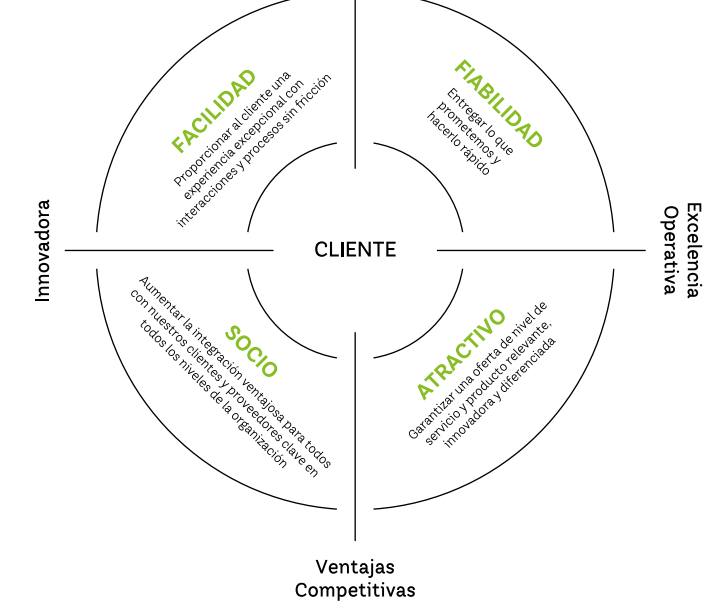 FACILIDAD
Proporcionar al cliente una
experiencia excepcional con
interacciones y procesos sin fricción
FIABILIDAD
Entregar lo que
prometemos y
hacerlo rápido
Innovadora
CLIENTE
Excelencia
Operativa
SOCIO
Aumentar la integración ventajosa para todos
con nuestros clientes y proveedores clave en
todos los niveles de la organización
ATRACTIVO
Garantizar una oferta de nivel de
servicio y producto relevante,
innovadora y diferenciada
Ventajas
Competitivas